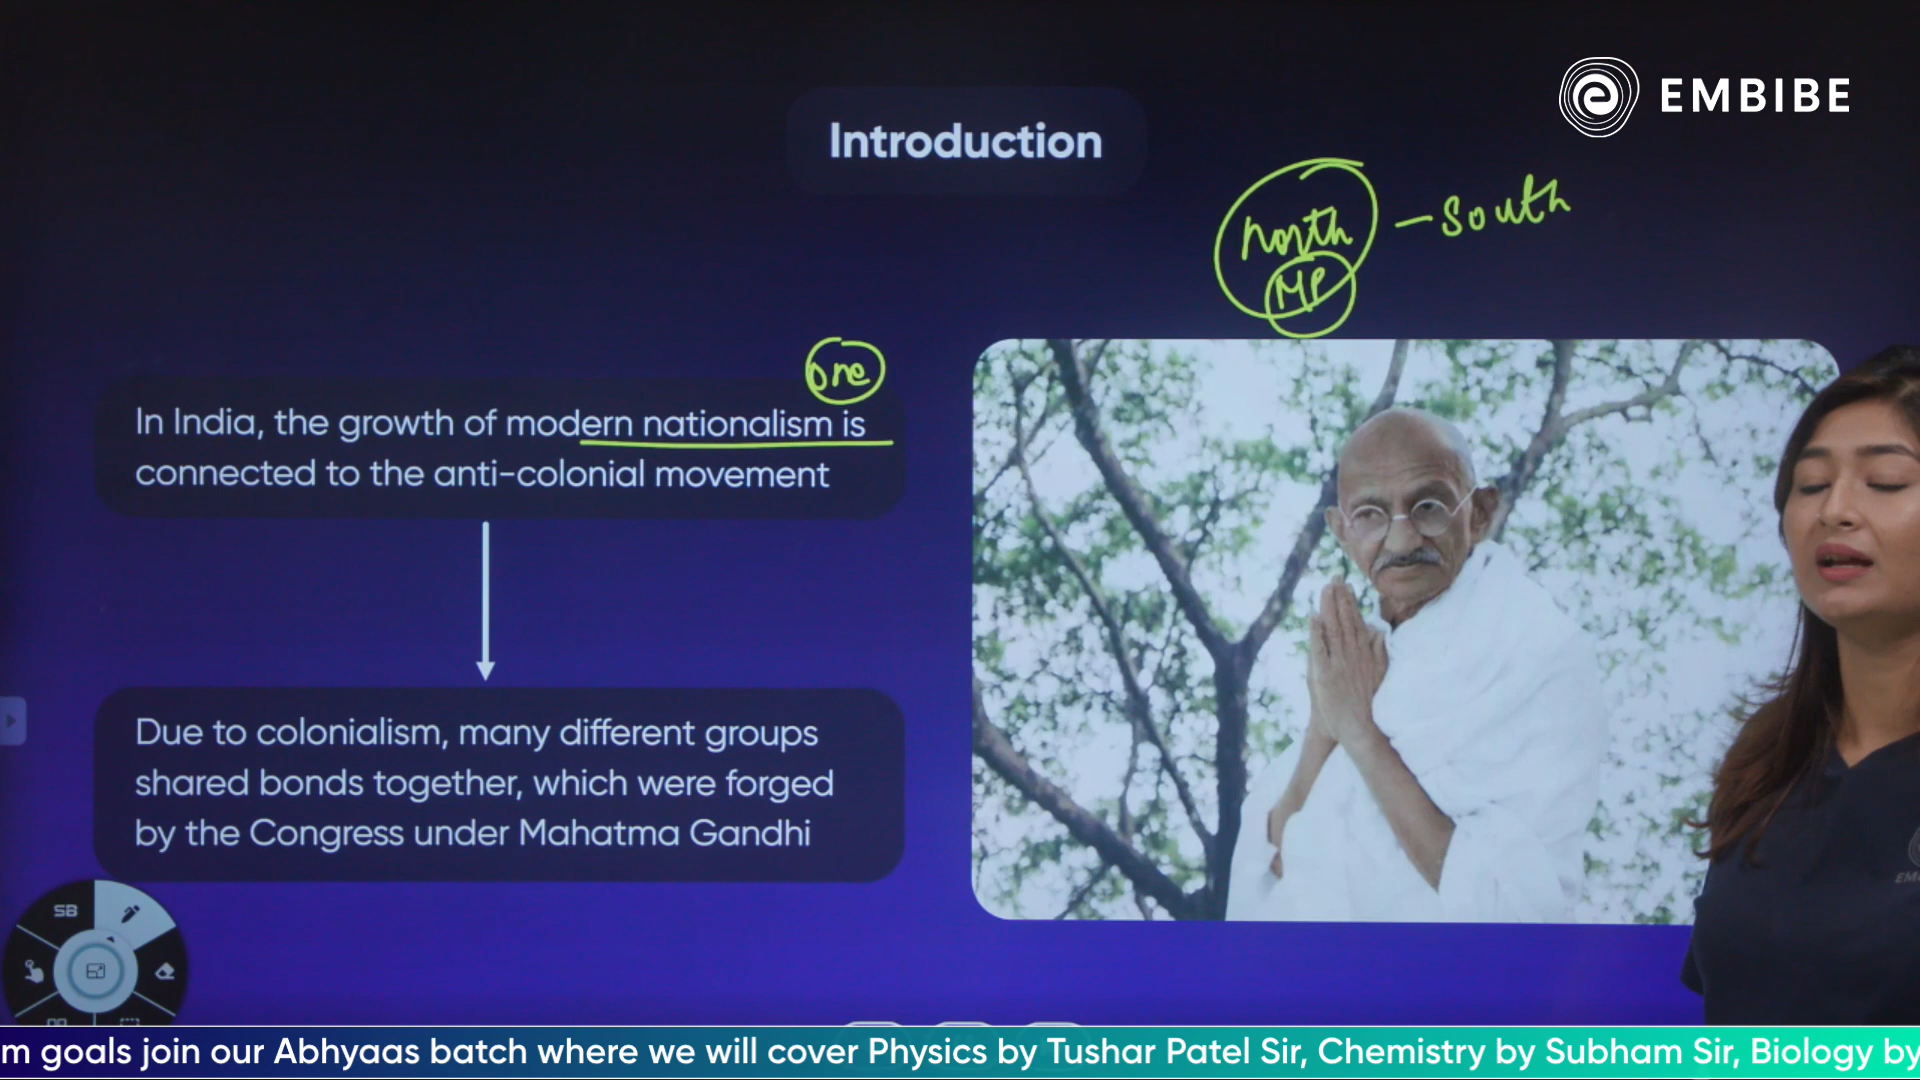 EMBIBE
Introduction
North - South
MP
one
In India, the growth of modern nationalism is
connected to the anti-colonial movement
Due to colonialism, many different groups
shared bonds together, which were forged
by the Congress under Mahatma Gandhi
SB
m goals join our Abhyaas batch where we will cover Physics by Tushar Patel Sir, Chemistry by Subham Sir, Biology by